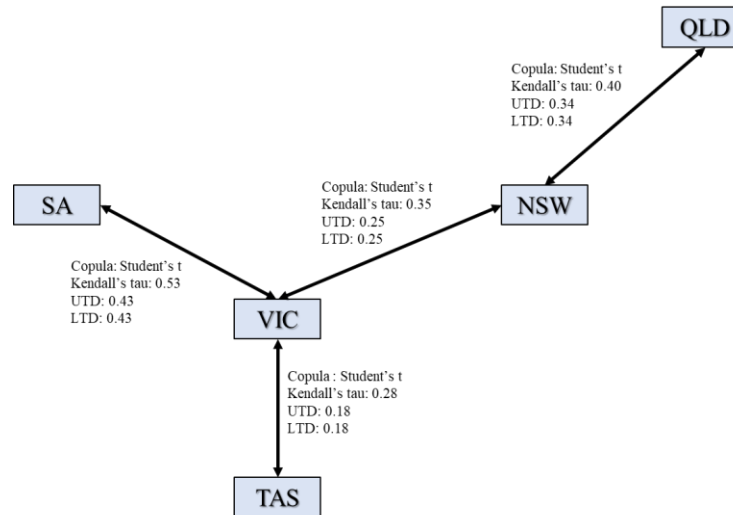 QLD
Copula: Student's t
Kendall's tau: 0.40
UTD: 0.34
LTD: 0.34
SA
NSW
Copula: Student's t
Kendall's tau: 0.35
UTD: 0.25
LTD: 0.25
Copula: Student's t
Kendall's tau: 0.53
UTD: 0.43
LTD: 0.43
VIC
Copula : Student's t
Kendall's tau: 0.28
UTD: 0.18
LTD: 0.18
TAS